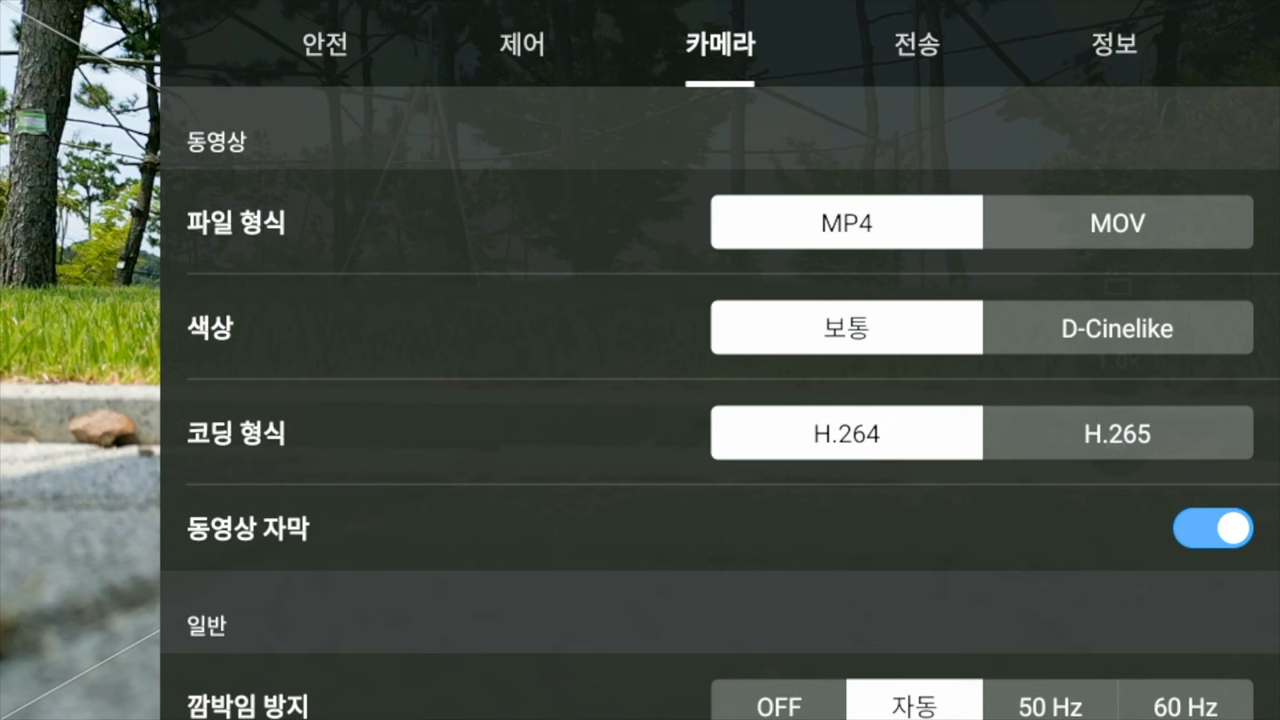 안전 제어 카메라 전송 정보
동영상
파일 형식 MP4 MOV
색상 보통 D-Cinelike
코딩 형식 H.264 H.265
동영상 자막
일반
깜박임 방지 OFF 자동 50 Hz 60 Hz